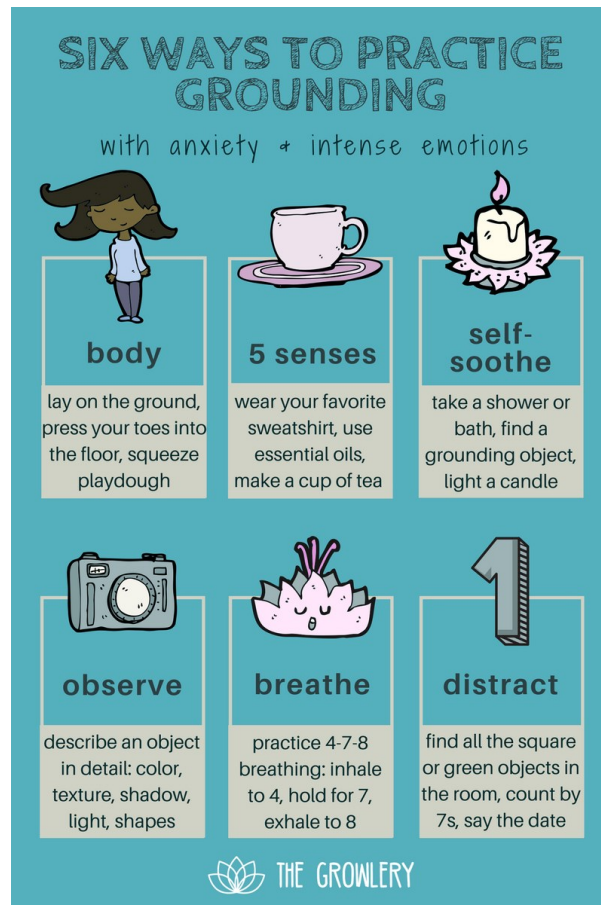 SIX WAYS TO PRACTICE
GROUNDING
with anxiety + intense emotions
body
lay on the ground,
press your toes into
the floor, squeeze
playdough
5 senses
wear your favorite
sweatshirt, use
essential oils,
make a cup of tea
self-
soothe
take a shower or
bath, find a
grounding object,
light a candle
observe
describe an object
in detail: color,
texture, shadow,
light, shapes
breathe
practice 4-7-8
breathing: inhale
to 4, hold for 7,
exhale to 8
1
distract
find all the square
or green objects in
the room, count by
7s, say the date
THE GROWLERY